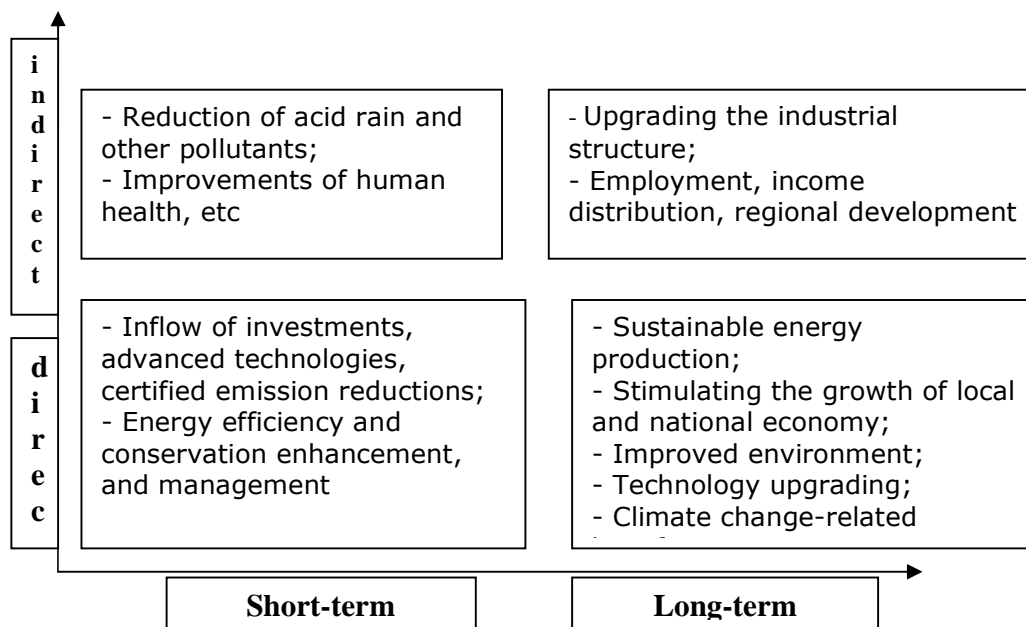 indirect
- Reduction of acid rain and
other pollutants;
- Improvements of human
health, etc
- Upgrading the industrial
structure;
- Employment, income
distribution, regional development
direc
- Inflow of investments,
advanced technologies,
certified emission reductions;
- Energy efficiency and
conservation enhancement,
and management
- Sustainable energy
production;
- Stimulating the growth of local
and national economy;
- Improved environment;
- Technology upgrading;
- Climate change-related
Short-term
Long-term